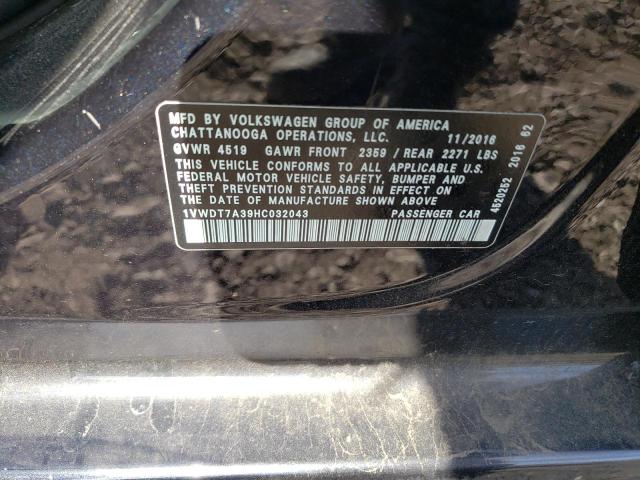 MFD BY VOLKSWAGEN GROUP OF AMERICA
CHATTANOOGA OPERATIONS, LLC. 11/2016
GVWR 4519 GAWR FRONT 2359 / REAR 2271 LBS
THIS VEHICLE CONFORMS TO ALL APPLICABLE U.S.
FEDERAL MOTOR VEHICLE SAFETY, BUMPER AND
THEFT PREVENTION STANDARDS IN EFFECT ON
THE DATE OF MANUFACTURE SHOWN ABOVE
1VWDT7A39HC032043 PASSENGER CAR
4520252 2016 62